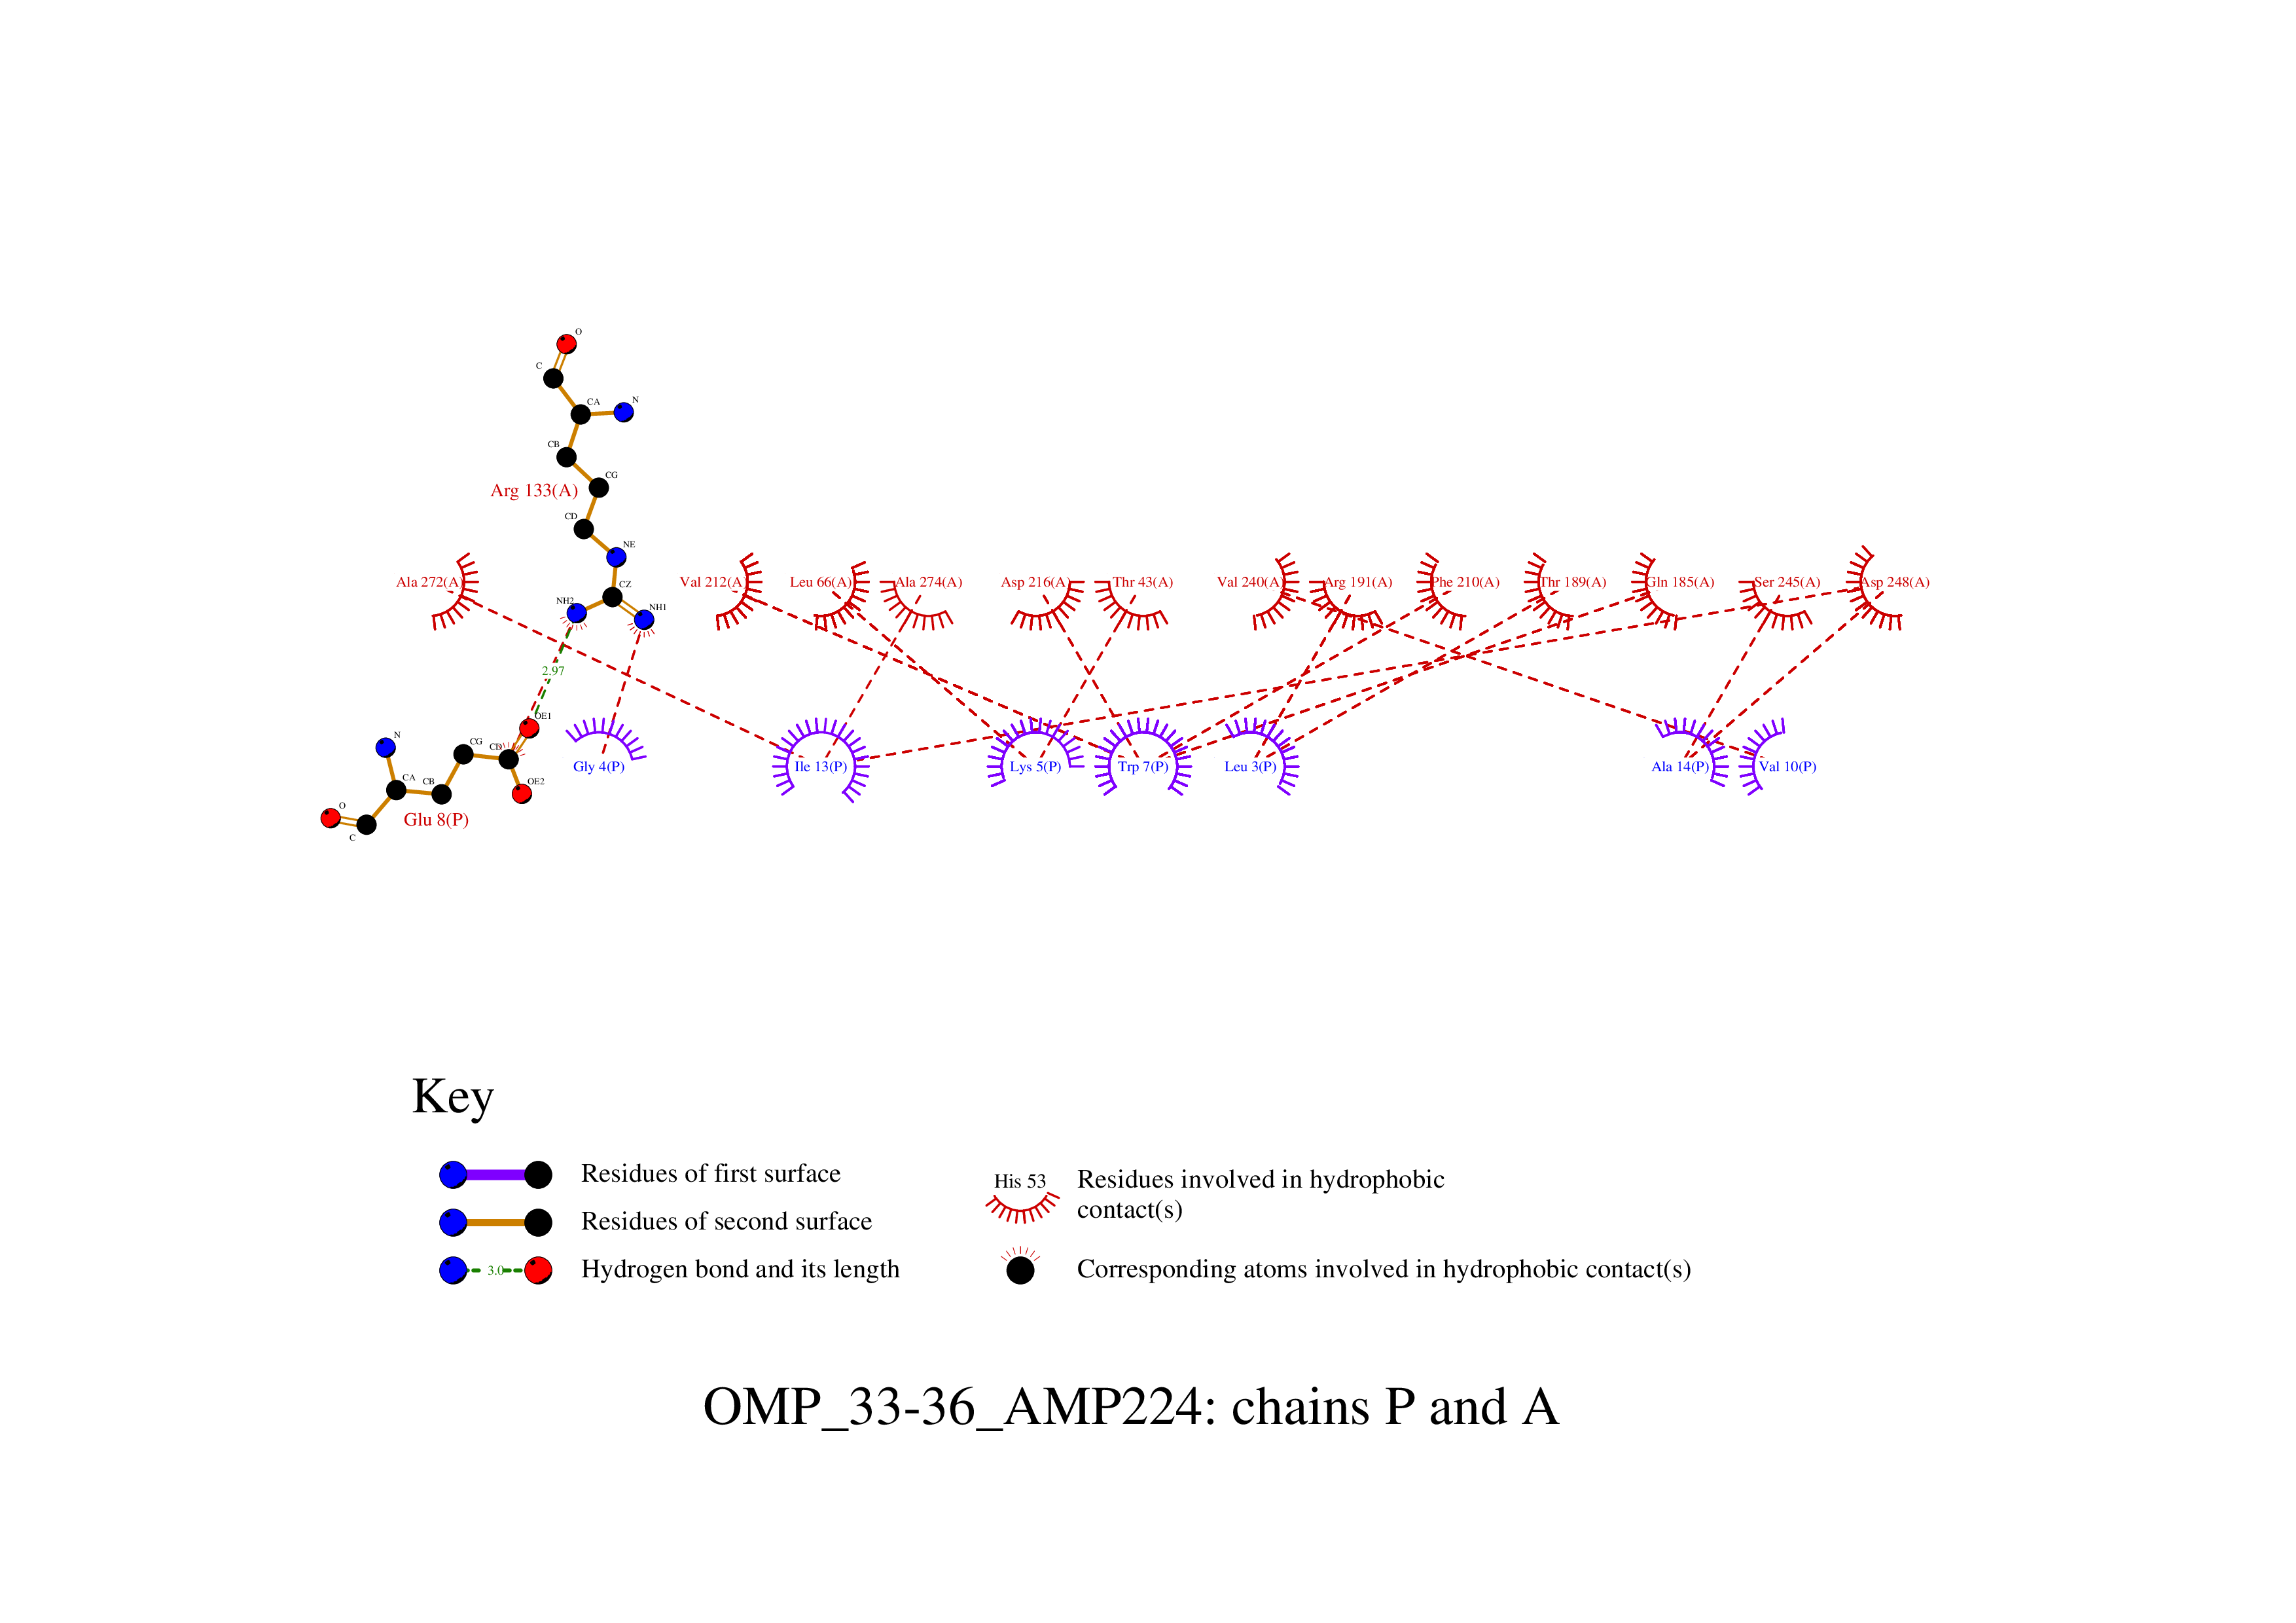 O
C
CA
N
CB
CG
Arg 133(A)
CD
NE
Ala 272(A)
Val 212(A)
Leu 66(A)
Ala 274(A)
Asp 216(A)
Thr 43(A)
Val 240(A)
Arg 191(A)
Phe 210(A)
Thr 189(A)
Gln 185(A)
Ser 245(A)
Asp 248(A)
CZ
NH2
NH1
2.97
OE1
N
CG
CD
Gly 4(P)
Ile 13(P)
Lys 5(P)
Trp 7(P)
Leu 3(P)
Ala 14(P)
Val 10(P)
CA
CB
OE2
O
Glu 8(P)
C
Key
Residues of first surface
Residues of second surface
3.0
Hydrogen bond and its length
His 53
Residues involved in hydrophobic
contact(s)
Corresponding atoms involved in hydrophobic contact(s)
OMP_33-36_AMP224: chains P and A